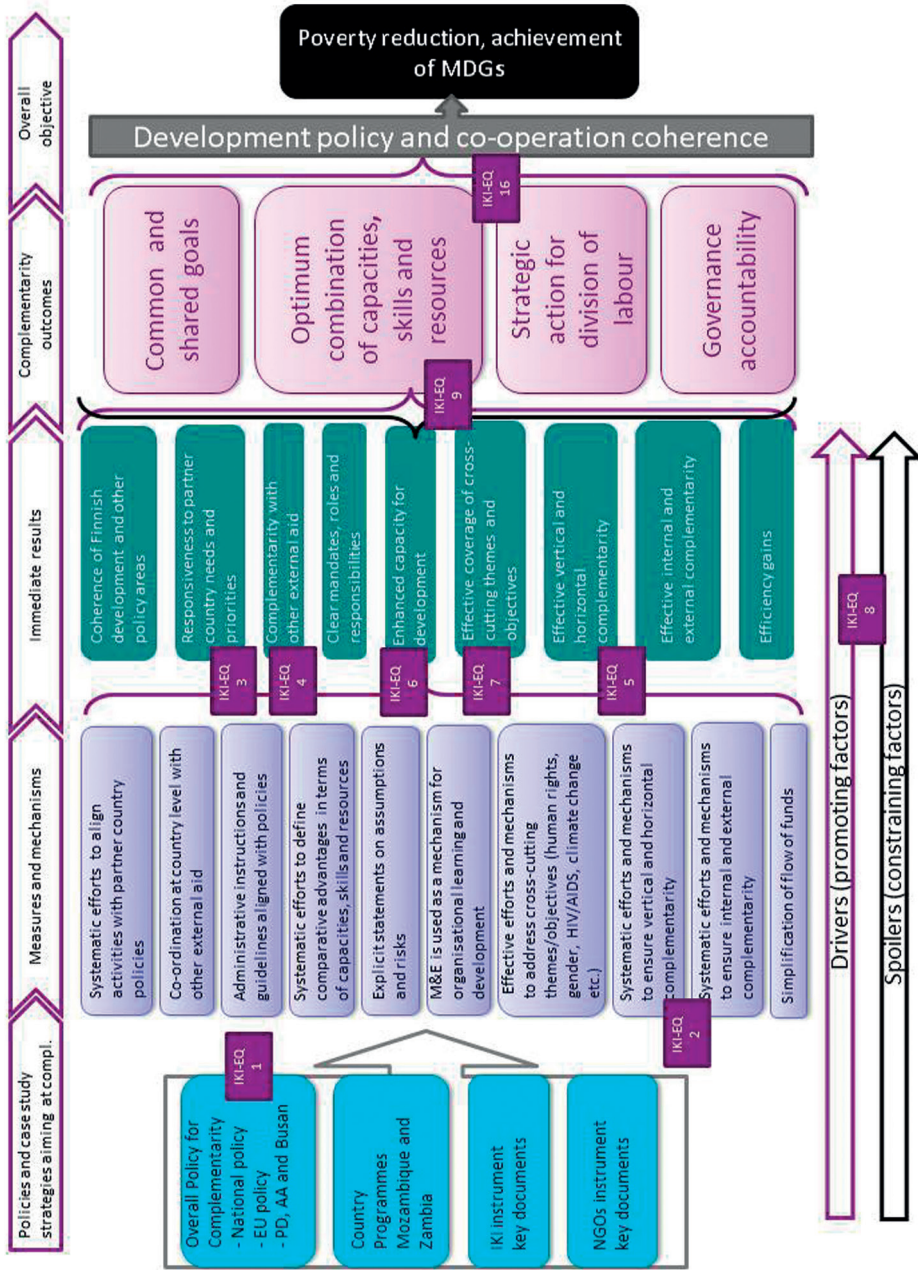 Policies and case study
strategies aiming at compl.
Measures and mechanisms
Immediate results
Complementarity
outcomes
Overall
objective
Overall Policy for
Complementarity
- National policy
- EU policy
- PD, AA and Busan
Country
Programmes
Mozambique and
Zambia
IKI instrument
key documents
NGOs instrument
key documents
IKI-EQ
1
IKI-EQ
2
Systematic efforts to align
activities with partner country
policies
Co-ordination at country level with
other external aid
Administrative instructions and
guidelines aligned with policies
Systematic efforts to define
comparative advantages in terms
of capacities, skills and resources
Explicit statements on assumptions
and risks
M&E is used as a mechanism for
organisational learning and
development
Effective efforts and mechanisms
to address cross-cutting
themes/objectives (human rights,
gender, HIV/AIDS, climate change
etc.)
Systematic efforts and mechanisms
to ensure vertical and horizontal
complementarity
Systematic efforts and mechanisms
to ensure internal and external
complementarity
Simplification of flow of funds
IKI-EQ
3
IKI-EQ
4
IKI-EQ
6
IKI-EQ
7
IKI-EQ
5
Coherence of Finnish
development and other
policy areas
Responsiveness to partner
country needs and
priorities
Complementarity with
other external aid
Clear mandates, roles and
responsibilities
Enhanced capacity for
development
Effective coverage of cross-
cutting themes and
objectives
Effective vertical and
horizontal
complementarity
Effective internal and
external complementarity
Efficiency gains
IKI-EQ
9
Common and
shared goals
Optimum
combination
of capacities,
skills and
resources
Strategic
action for
division of
labour
Governance
accountability
IKI-EQ
16
Development policy and co-operation coherence
Poverty reduction, achievement
of MDGs
Drivers (promoting factors)
IKI-EQ
8
Spoilers (constraining factors)